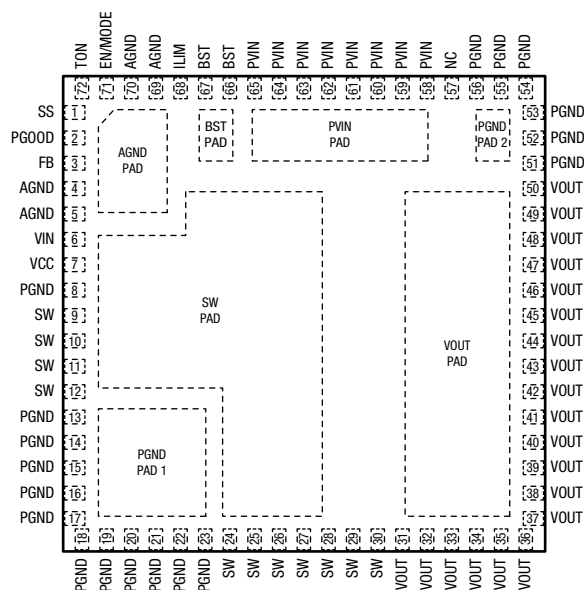 TON EN/MODE AGND AGND ILIM BST BST PVIN PVIN PVIN PVIN PVIN PVIN PVIN PVIN NC PGND PGND PGND
72 71 70 69 68 67 66 65 64 63 62 61 60 59 58 57 56 55 54
SS 1
PGOOD 2
FB 3
AGND 4
AGND 5
VIN 6
VCC 7
PGND 8
SW 9
SW 10
SW 11
SW 12
PGND 13
PGND 14
PGND 15
PGND 16
PGND 17
AGND
PAD
BST
PAD
PVIN
PAD
PGND
PAD 2
SW
PAD
VOUT
PAD
PGND
PAD 1
53 PGND
52 PGND
51 PGND
50 VOUT
49 VOUT
48 VOUT
47 VOUT
46 VOUT
45 VOUT
44 VOUT
43 VOUT
42 VOUT
41 VOUT
40 VOUT
39 VOUT
38 VOUT
37 VOUT
18 19 20 21 22 23 24 25 26 27 28 29 30 31 32 33 34 35 36
PGND PGND PGND PGND PGND PGND SW SW SW SW SW SW SW VOUT VOUT VOUT VOUT VOUT VOUT